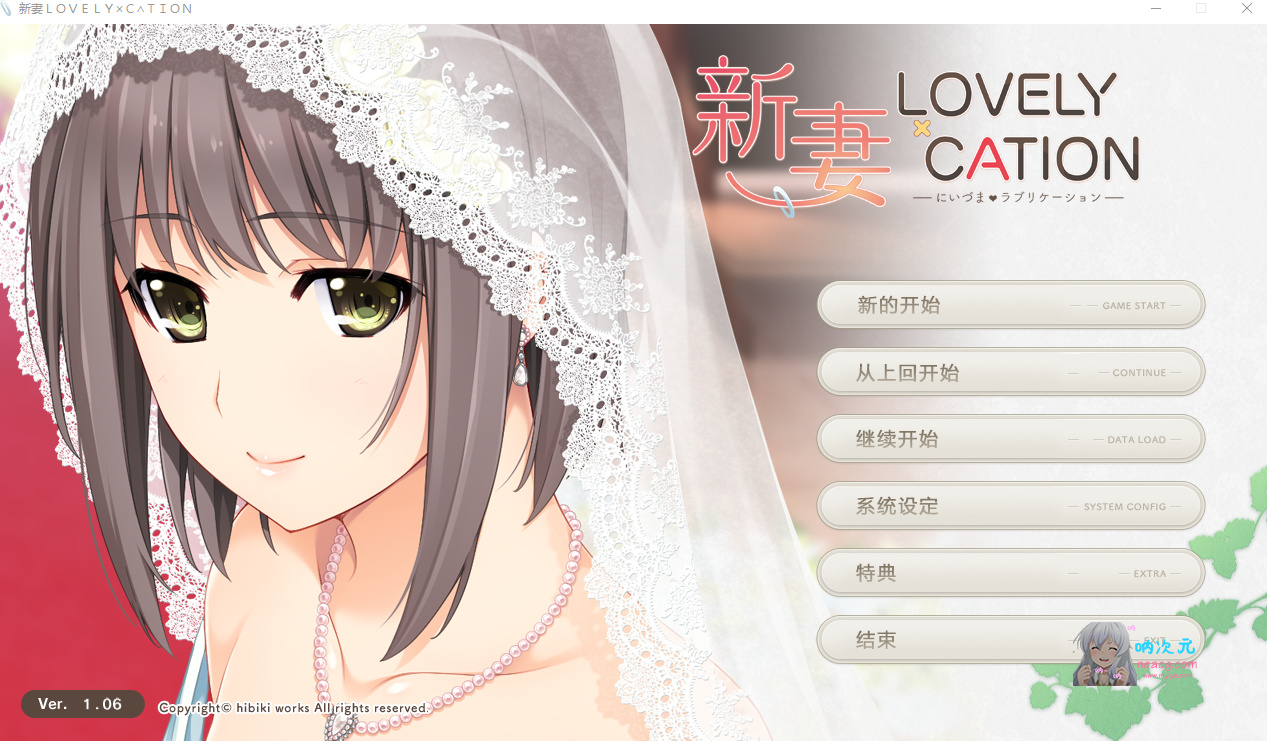 新妻ＬＯＶＥＬＹ×ＣＡＴＩＯＮ
新妻
LOVELY
×
CATION
にいづま❤ラブリケーション
新的开始 GAME START
从上回开始 CONTINUE
继续开始 DATA LOAD
系统设定 SYSTEM CONFIG
特典 EXTRA
结束 EXIT
呐次元
Ver. 1.06
Copyright© hibiki works All rights reserved.